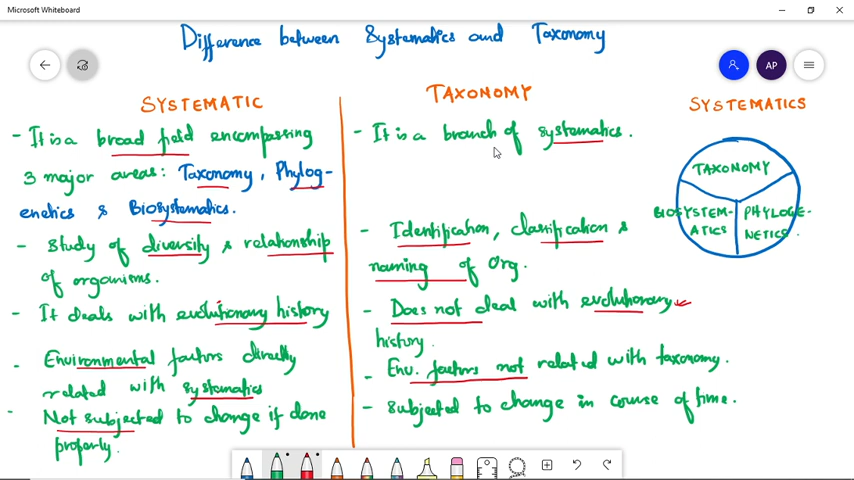 Microsoft Whiteboard
Difference between Systematics and Taxonomy
AP
SYSTEMATIC
- It is a broad field encompassing
3 major areas: Taxonomy, Phylog-
enetics & Biosystematics.
- Study of diversity & relationship
of organisms.
- It deals with evolutionary history
- Environmental factors directly
related with systematics
- Not subjected to change if done
properly.
TAXONOMY
- It is a branch of systematics.
- Identification, classification &
naming of Org.
- Does not deal with evolutionary
history.
- Env. factors not related with taxonomy.
- Subjected to change in course of time.
SYSTEMATICS
TAXONOMY
BIOSYSTEM-
ATICS
PHYLOGE-
NETICS.